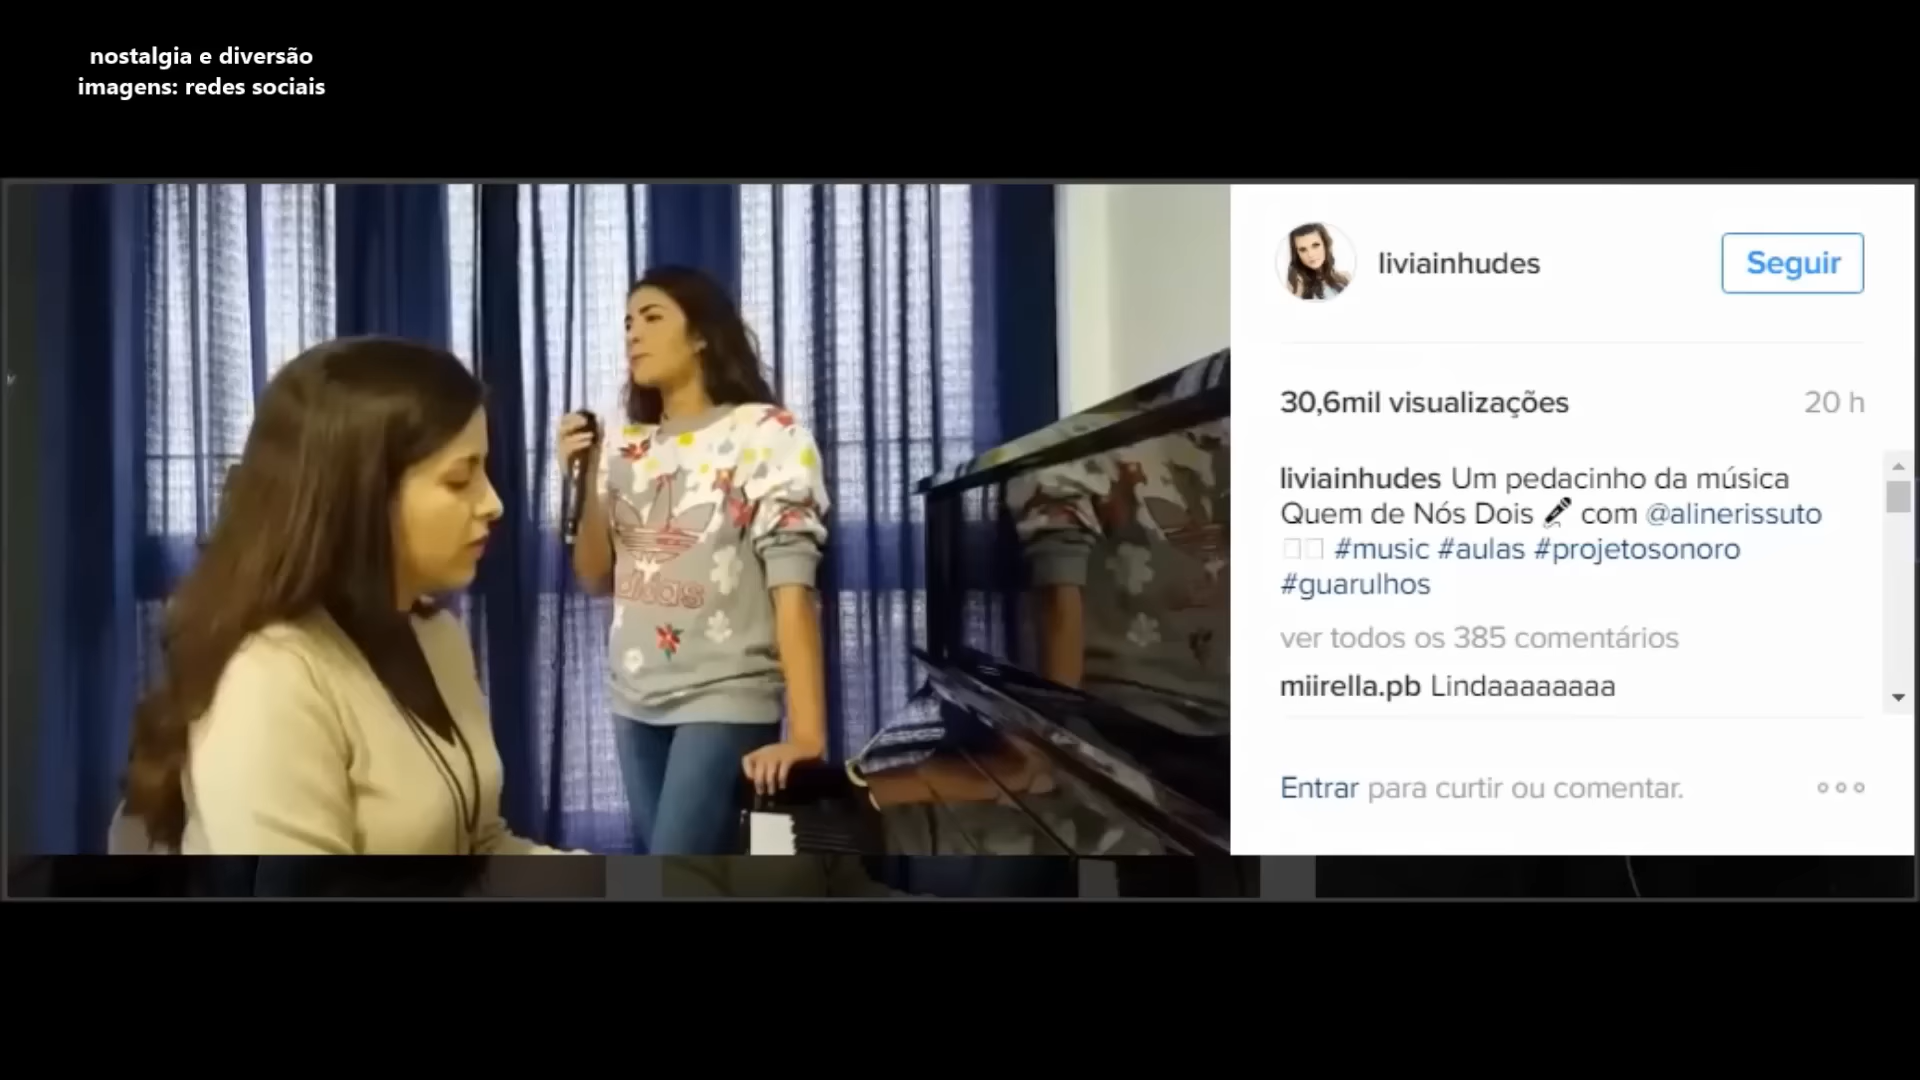 nostalgia e diversão
imagens: redes sociais
liviainhudes
Seguir
30,6mil visualizações
20 h
liviainhudes Um pedacinho da música
Quem de Nós Dois 🎤 com @alinerissuto
#music #aulas #projetosonoro
#guarulhos
ver todos os 385 comentários
miirella.pb Lindaaaaaaaa
Entrar para curtir ou comentar.
adidas